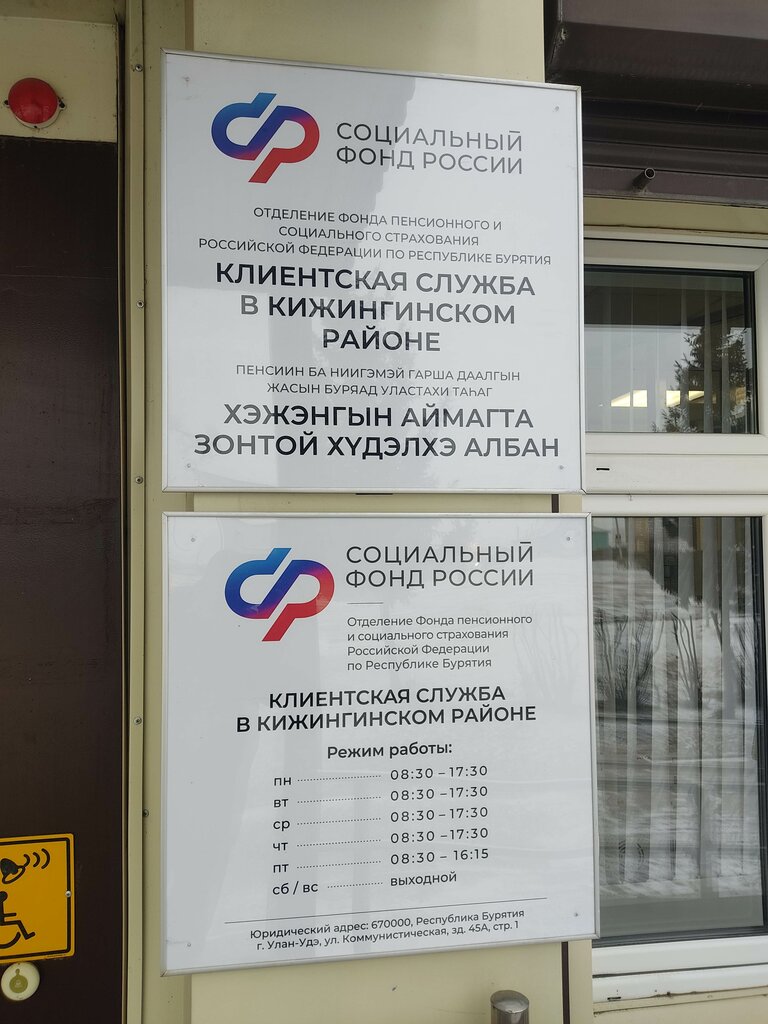 СОЦИАЛЬНЫЙ
ФОНД РОССИИ
ОТДЕЛЕНИЕ ФОНДА ПЕНСИОННОГО И
СОЦИАЛЬНОГО СТРАХОВАНИЯ
РОССИЙСКОЙ ФЕДЕРАЦИИ ПО РЕСПУБЛИКЕ БУРЯТИЯ
КЛИЕНТСКАЯ СЛУЖБА
В КИЖИНГИНСКОМ
РАЙОНЕ
ПЕНСИИН БА НИИГЭМЭЙ ГАРША ДААЛГЫН
ЖАСЫН БУРЯАД УЛАСТАХИ ТАҺАГ
ХЭЖЭНГЫН АЙМАГТА
ЗОНТОЙ ХҮДЭЛХЭ АЛБАН
СОЦИАЛЬНЫЙ
ФОНД РОССИИ
Отделение Фонда пенсионного
и социального страхования
Российской Федерации
по Республике Бурятия
КЛИЕНТСКАЯ СЛУЖБА
В КИЖИНГИНСКОМ РАЙОНЕ
Режим работы:
пн 08:30 – 17:30
вт 08:30 – 17:30
ср 08:30 – 17:30
чт 08:30 – 17:30
пт 08:30 – 16:15
сб / вс выходной
Юридический адрес: 670000, Республика Бурятия
г. Улан-Удэ, ул. Коммунистическая, зд. 45А, стр. 1